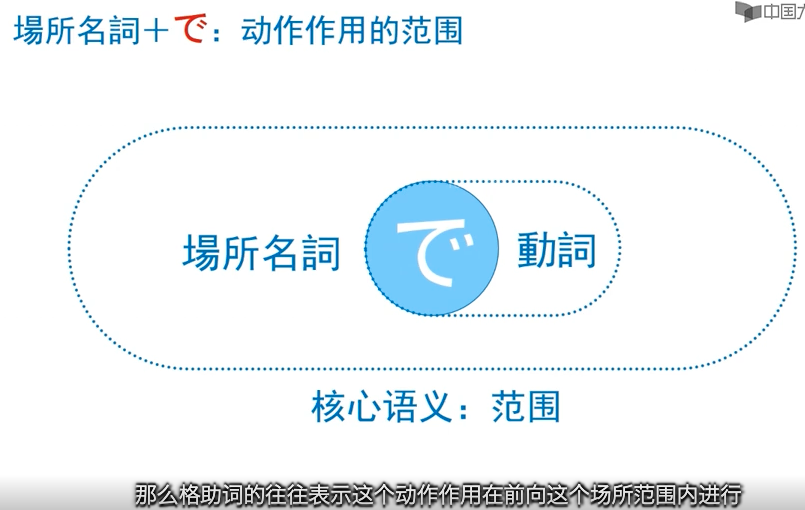 場所名詞＋で：动作作用的范围
中国大
場所名詞 で 動詞
核心语义：范围
那么格助词的往往表示这个动作作用在前向这个场所范围内进行